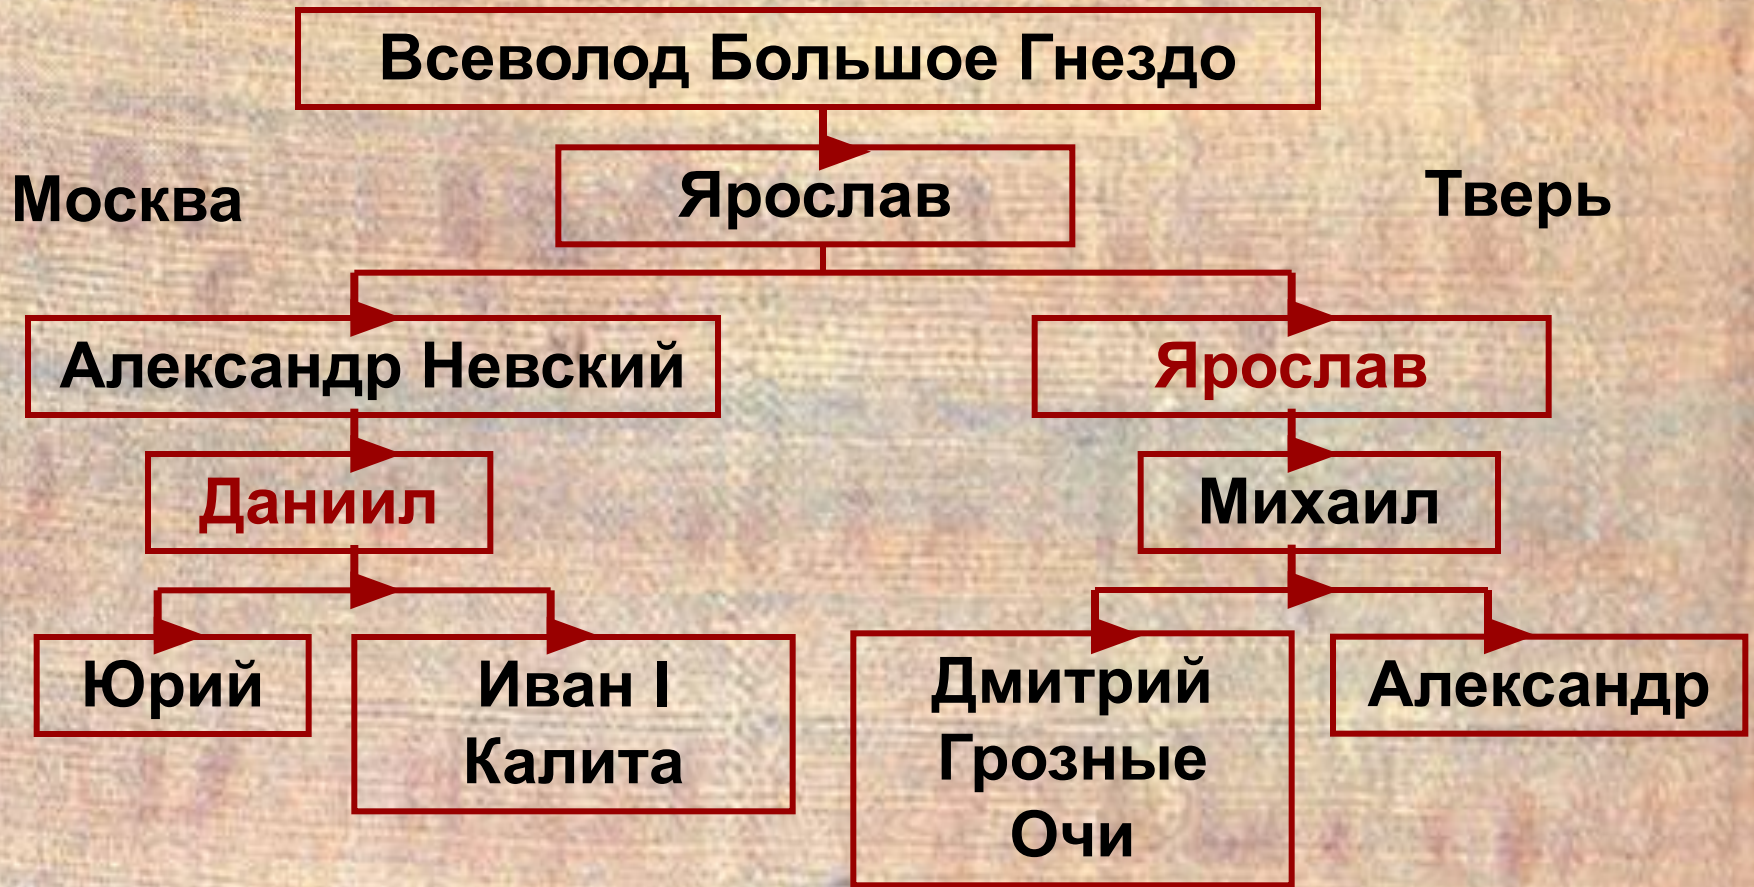 Всеволод Большое Гнездо
Москва
Ярослав
Тверь
Александр Невский
Ярослав
Даниил
Михаил
Юрий
Иван I
Калита
Дмитрий
Грозные
Очи
Александр